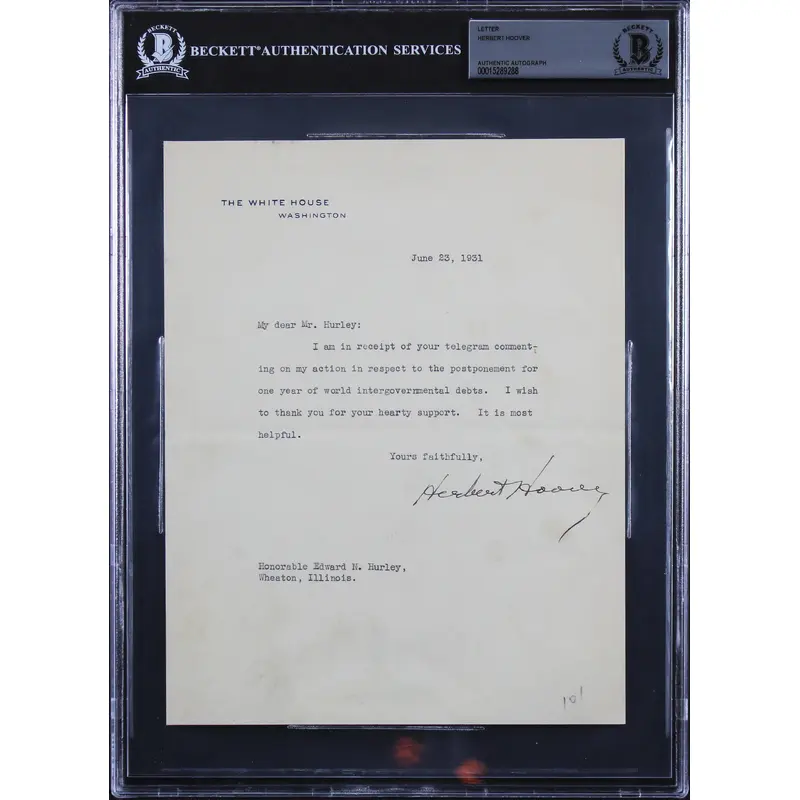 BECKETT
B
AUTHENTIC
BECKETT® AUTHENTICATION SERVICES
LETTER
HERBERT HOOVER
AUTHENTIC AUTOGRAPH
00015289288
BECKETT
B
AUTHENTIC
THE WHITE HOUSE
WASHINGTON
June 23, 1931
My dear Mr. Hurley:
I am in receipt of your telegram comment-
ing on my action in respect to the postponement for
one year of world intergovernmental debts. I wish
to thank you for your hearty support. It is most
helpful.
Yours faithfully,
Herbert Hoover
Honorable Edward N. Hurley,
Wheaton, Illinois.